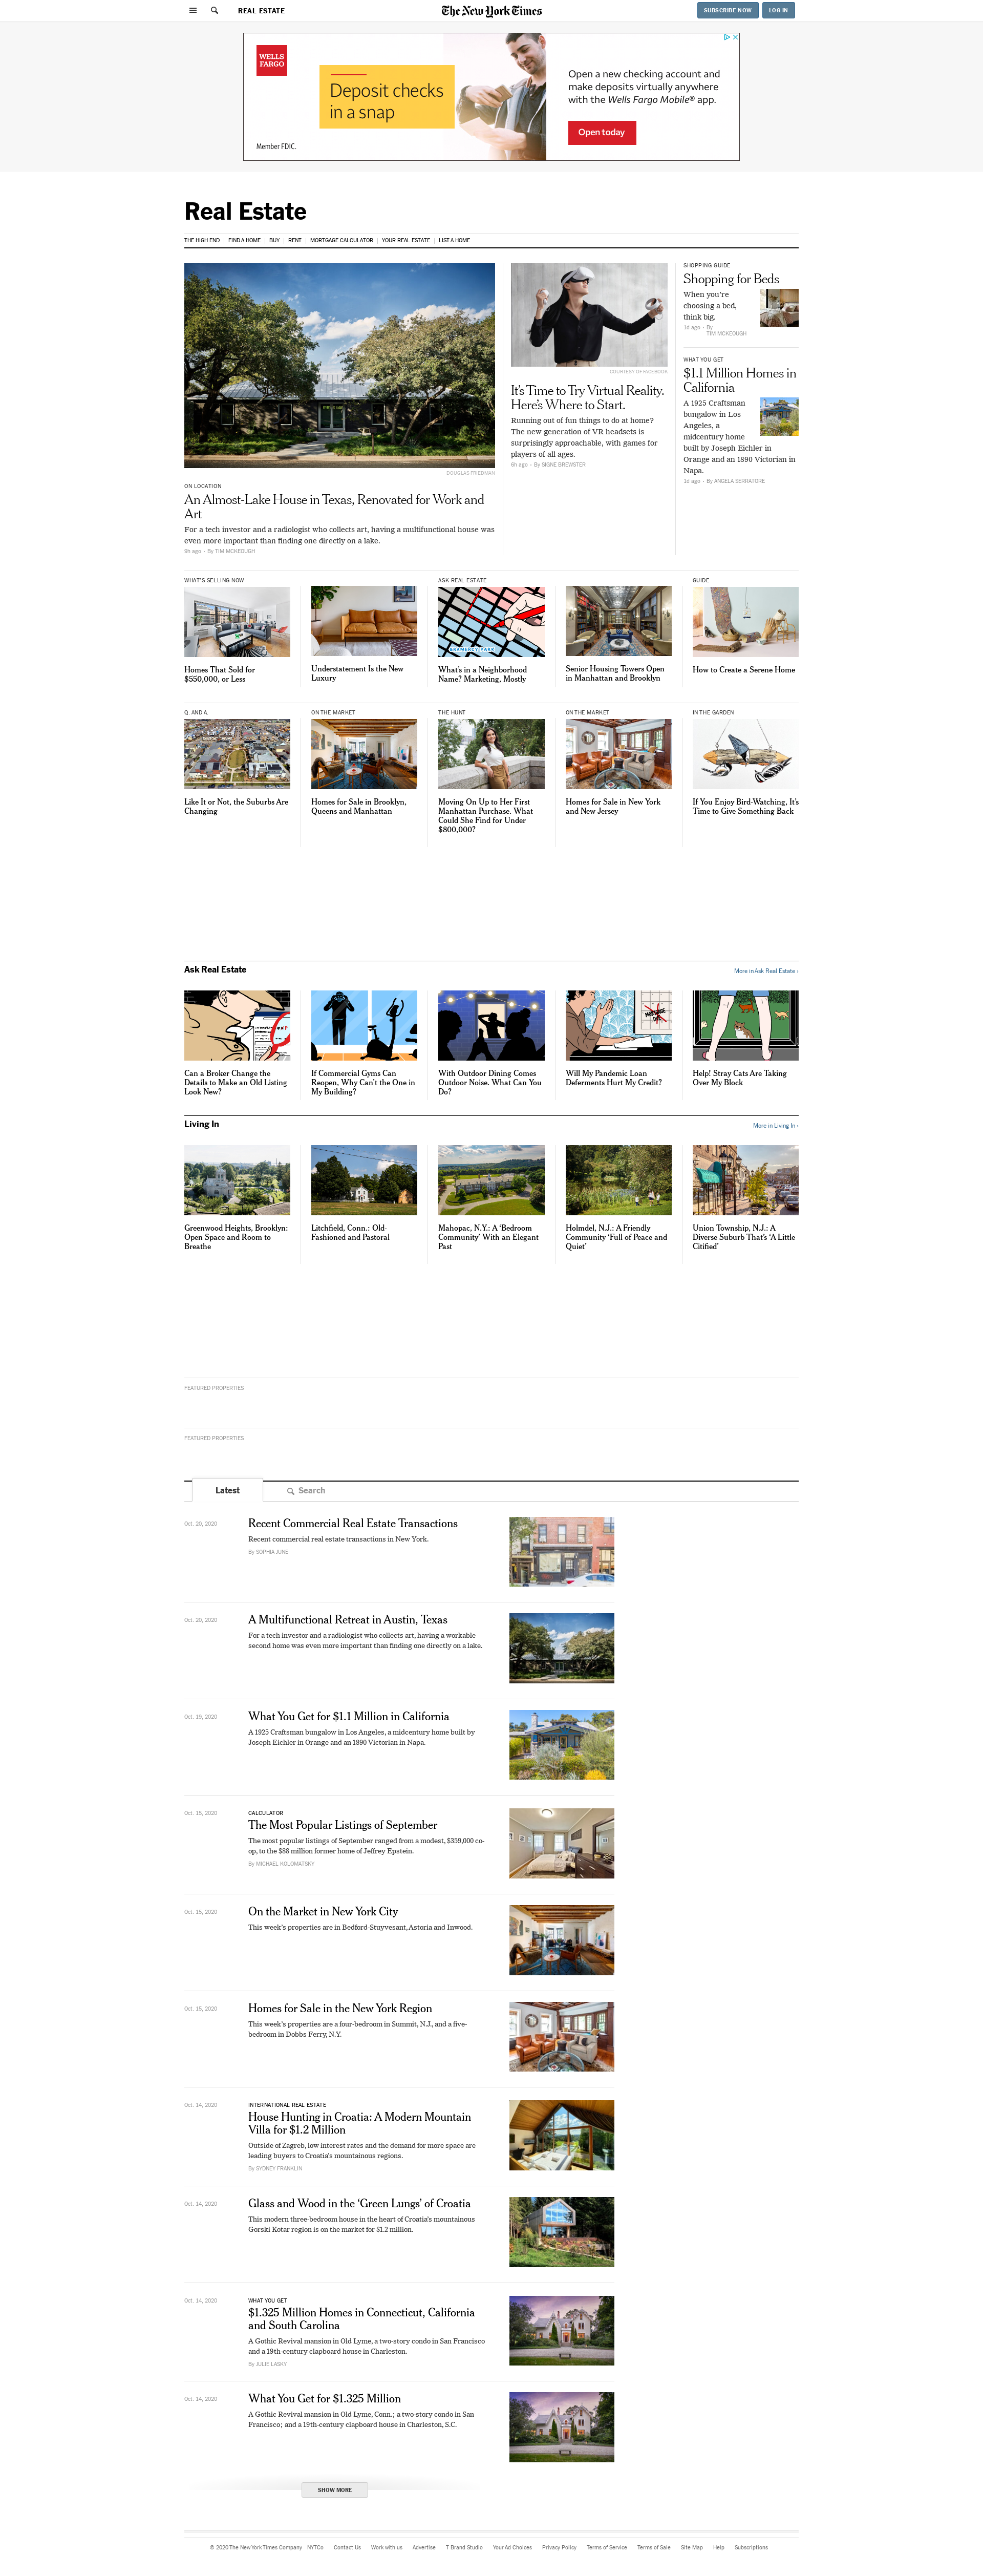 REAL ESTATE
The New York Times
SUBSCRIBE NOW
LOG IN
WELLS
FARGO
Deposit checks
in a snap
Member FDIC.
Open a new checking account and
make deposits virtually anywhere
with the Wells Fargo Mobile® app.
Open today
Real Estate
THE HIGH END
FIND A HOME
BUY
RENT
MORTGAGE CALCULATOR
YOUR REAL ESTATE
LIST A HOME
DOUGLAS FRIEDMAN
ON LOCATION
An Almost-Lake House in Texas, Renovated for Work and
Art
For a tech investor and a radiologist who collects art, having a multifunctional house was
even more important than finding one directly on a lake.
9h ago - By TIM MCKEOUGH
COURTESY OF FACEBOOK
It's Time to Try Virtual Reality.
Here's Where to Start.
Running out of fun things to do at home?
The new generation of VR headsets is
surprisingly approachable, with games for
players of all ages.
6h ago - By SIGNE BREWSTER
SHOPPING GUIDE
Shopping for Beds
When you're
choosing a bed,
think big.
1d ago - By
TIM MCKEOUGH
WHAT YOU GET
$1.1 Million Homes in
California
A 1925 Craftsman
bungalow in Los
Angeles, a
midcentury home
built by Joseph Eichler in
Orange and an 1890 Victorian in
Napa.
1d ago - By ANGELA SERRATORE
WHAT'S SELLING NOW
Homes That Sold for
$550,000, or Less
Understatement Is the New
Luxury
ASK REAL ESTATE
GRAMERCY PARK
What's in a Neighborhood
Name? Marketing, Mostly
Senior Housing Towers Open
in Manhattan and Brooklyn
GUIDE
How to Create a Serene Home
Q. AND A.
Like It or Not, the Suburbs Are
Changing
ON THE MARKET
Homes for Sale in Brooklyn,
Queens and Manhattan
THE HUNT
Moving On Up to Her First
Manhattan Purchase. What
Could She Find for Under
$800,000?
ON THE MARKET
Homes for Sale in New York
and New Jersey
IN THE GARDEN
If You Enjoy Bird-Watching, It's
Time to Give Something Back
Ask Real Estate
More in Ask Real Estate ›
Can a Broker Change the
Details to Make an Old Listing
Look New?
If Commercial Gyms Can
Reopen, Why Can't the One in
My Building?
With Outdoor Dining Comes
Outdoor Noise. What Can You
Do?
Will My Pandemic Loan
Deferments Hurt My Credit?
Help! Stray Cats Are Taking
Over My Block
Living In
More in Living In ›
Greenwood Heights, Brooklyn:
Open Space and Room to
Breathe
Litchfield, Conn.: Old-
Fashioned and Pastoral
Mahopac, N.Y.: A 'Bedroom
Community' With an Elegant
Past
Holmdel, N.J.: A Friendly
Community 'Full of Peace and
Quiet'
Union Township, N.J.: A
Diverse Suburb That's 'A Little
Citified'
FEATURED PROPERTIES
FEATURED PROPERTIES
Latest
Search
Oct. 20, 2020
Recent Commercial Real Estate Transactions
Recent commercial real estate transactions in New York.
By SOPHIA JUNE
Oct. 20, 2020
A Multifunctional Retreat in Austin, Texas
For a tech investor and a radiologist who collects art, having a workable
second home was even more important than finding one directly on a lake.
Oct. 19, 2020
What You Get for $1.1 Million in California
A 1925 Craftsman bungalow in Los Angeles, a midcentury home built by
Joseph Eichler in Orange and an 1890 Victorian in Napa.
Oct. 15, 2020
CALCULATOR
The Most Popular Listings of September
The most popular listings of September ranged from a modest, $359,000 co-
op, to the $88 million former home of Jeffrey Epstein.
By MICHAEL KOLOMATSKY
Oct. 15, 2020
On the Market in New York City
This week's properties are in Bedford-Stuyvesant, Astoria and Inwood.
Oct. 15, 2020
Homes for Sale in the New York Region
This week's properties are a four-bedroom in Summit, N.J., and a five-
bedroom in Dobbs Ferry, N.Y.
Oct. 14, 2020
INTERNATIONAL REAL ESTATE
House Hunting in Croatia: A Modern Mountain
Villa for $1.2 Million
Outside of Zagreb, low interest rates and the demand for more space are
leading buyers to Croatia's mountainous regions.
By SYDNEY FRANKLIN
Oct. 14, 2020
Glass and Wood in the 'Green Lungs' of Croatia
This modern three-bedroom house in the heart of Croatia's mountainous
Gorski Kotar region is on the market for $1.2 million.
Oct. 14, 2020
WHAT YOU GET
$1.325 Million Homes in Connecticut, California
and South Carolina
A Gothic Revival mansion in Old Lyme, a two-story condo in San Francisco
and a 19th-century clapboard house in Charleston.
By JULIE LASKY
Oct. 14, 2020
What You Get for $1.325 Million
A Gothic Revival mansion in Old Lyme, Conn.; a two-story condo in San
Francisco; and a 19th-century clapboard house in Charleston, S.C.
SHOW MORE
© 2020 The New York Times Company
NYTCo
Contact Us
Work with us
Advertise
T Brand Studio
Your Ad Choices
Privacy Policy
Terms of Service
Terms of Sale
Site Map
Help
Subscriptions